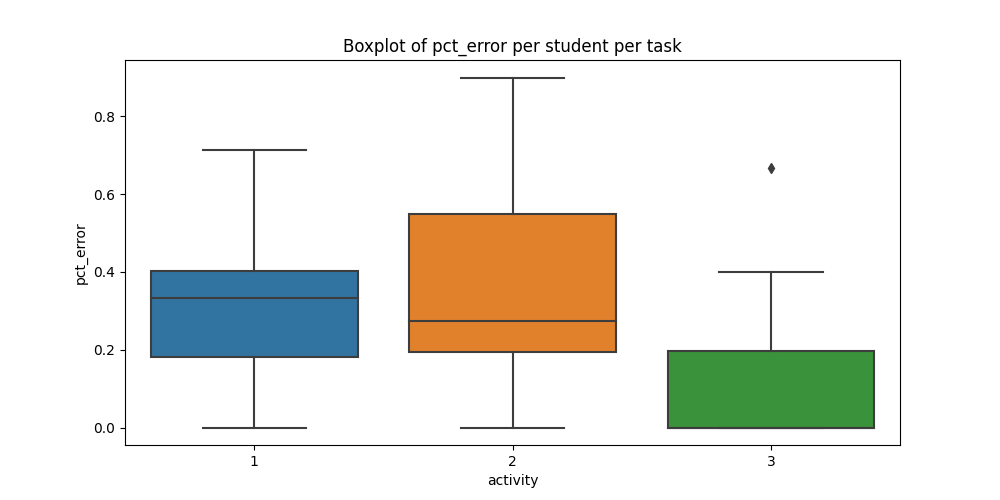 Boxplot of pct_error per student per task
pct_error
0.8
0.6
0.4
0.2
0.0
1
2
3
activity